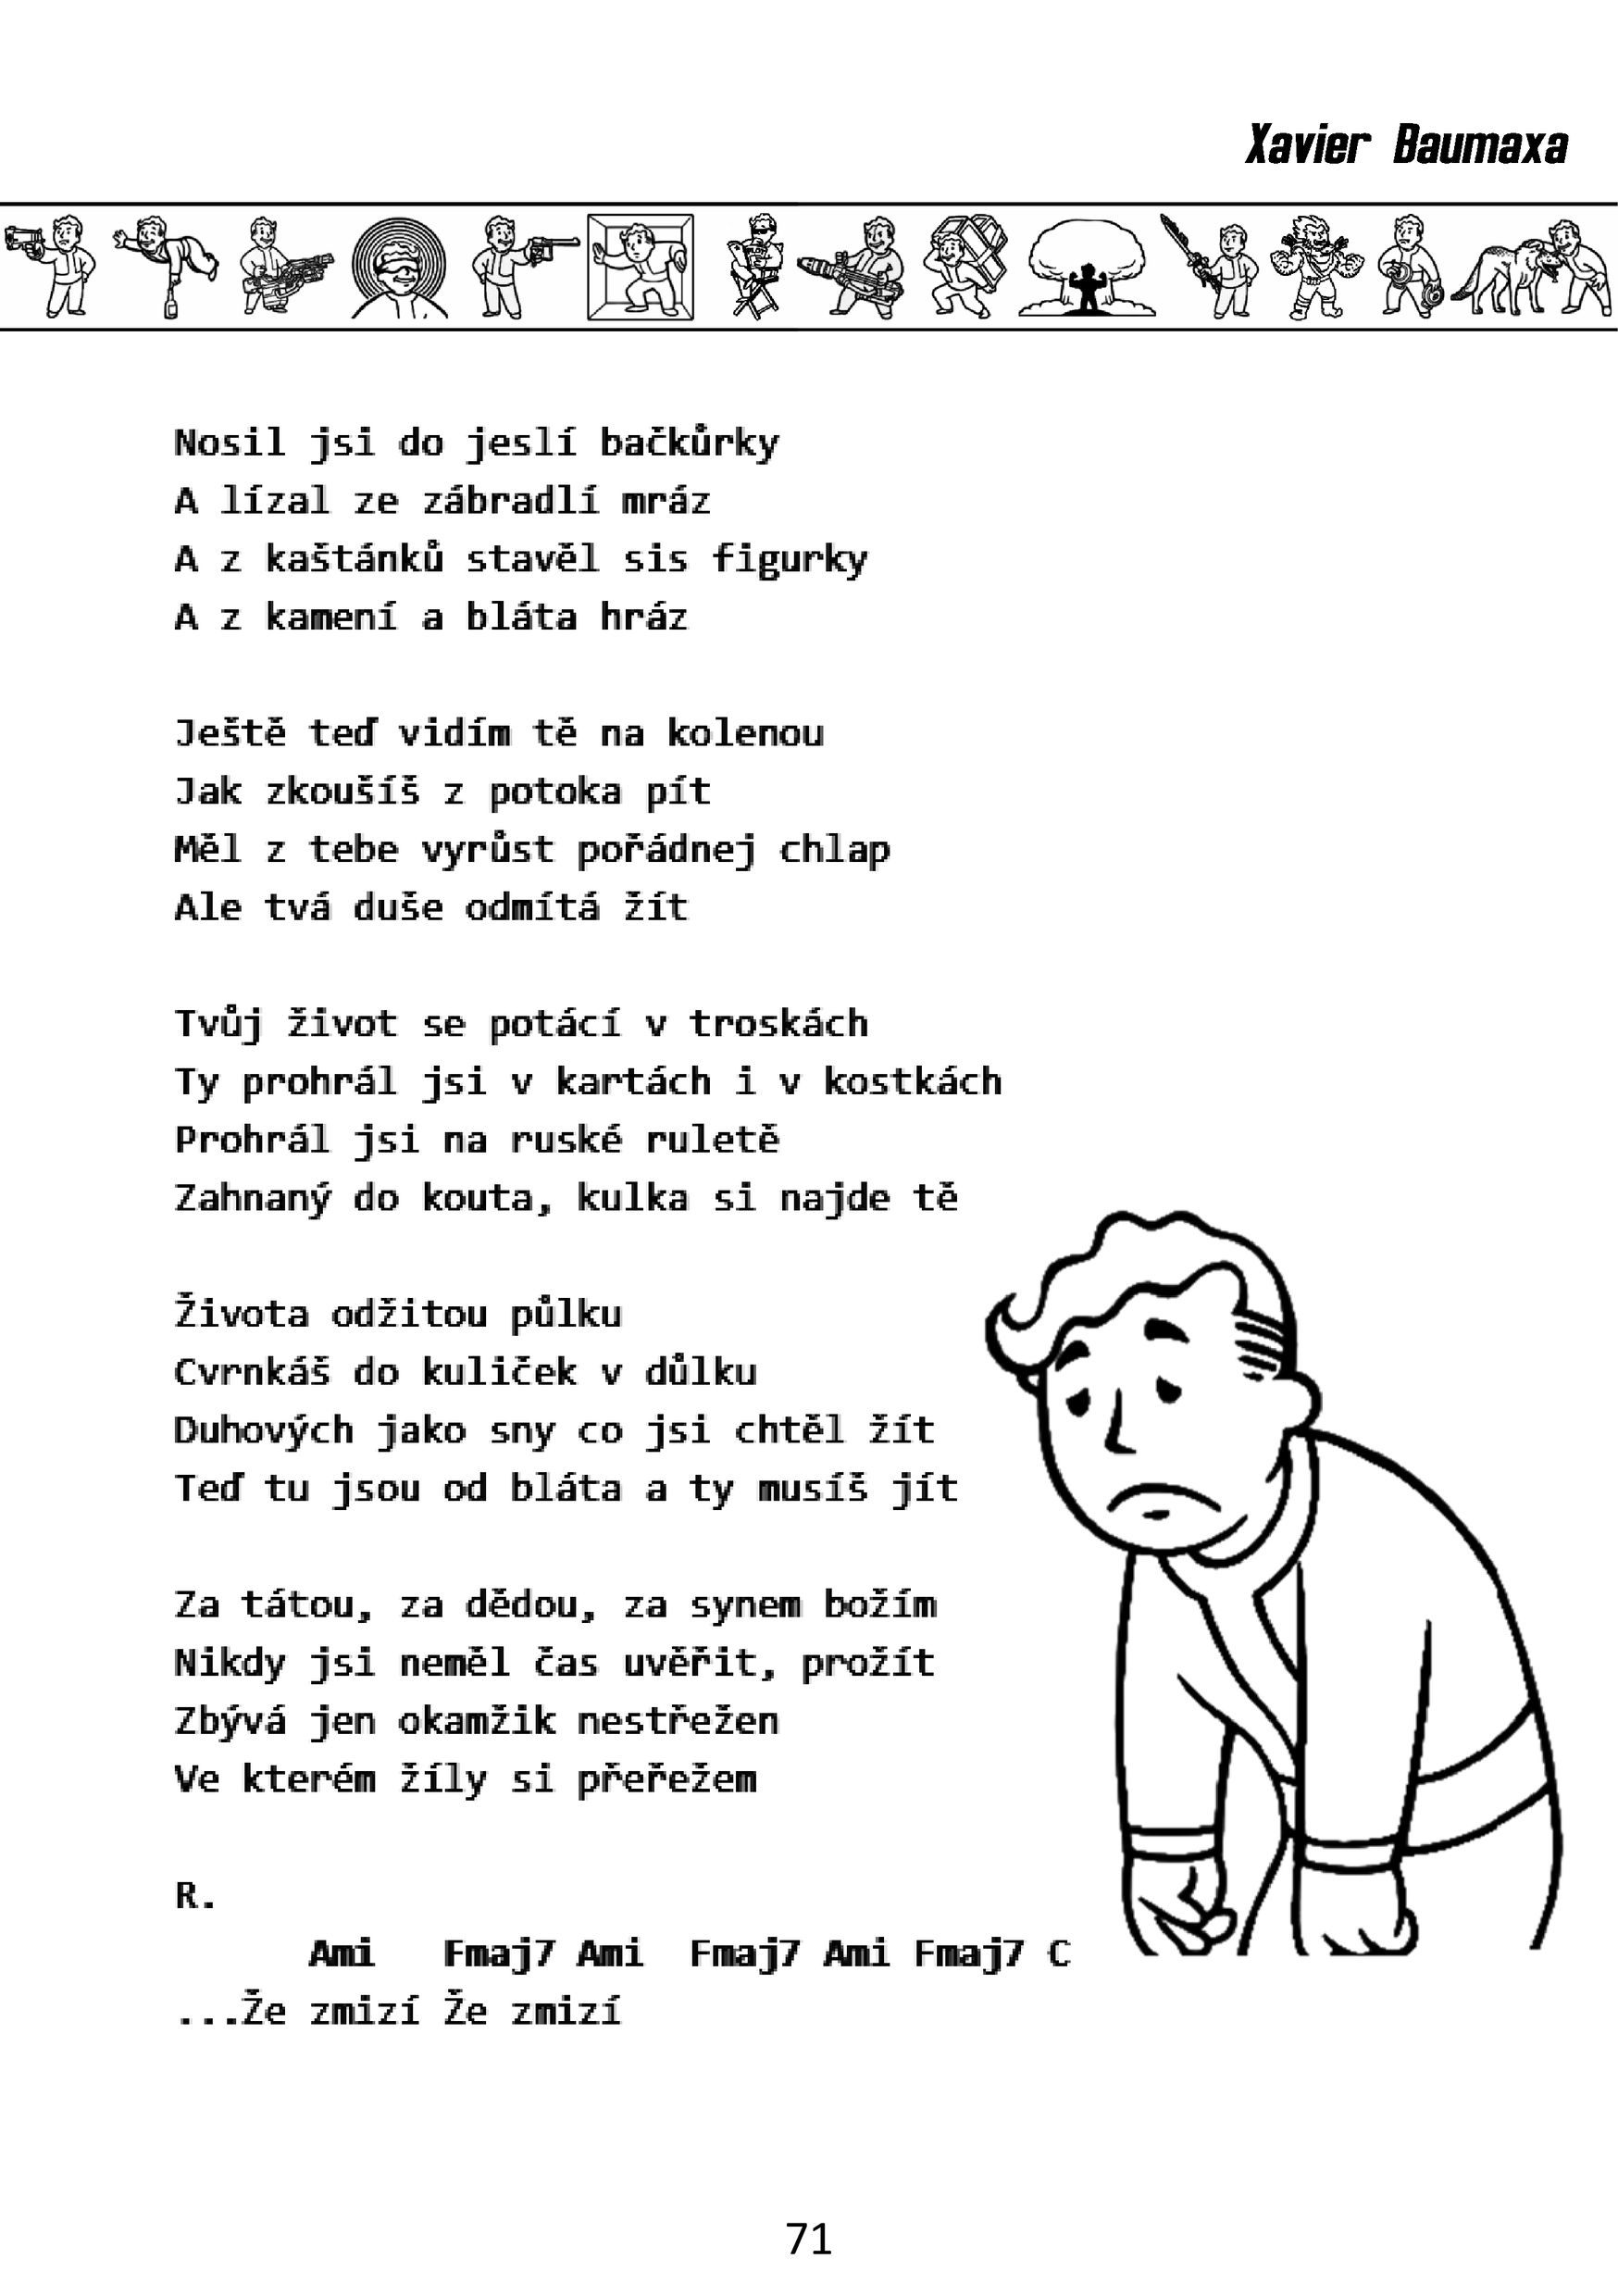 Xavier Baumaxa
Nosil jsi do jeslí bačkůrky
A lízal ze zábradlí mráz
A z kaštánků stavěl sis figurky
A z kamení a bláta hráz
Ještě teď vidím tě na kolenou
Jak zkoušíš z potoka pít
Měl z tebe vyrůst pořádnej chlap
Ale tvá duše odmítá žít
Tvůj život se potácí v troskách
Ty prohrál jsi v kartách i v kostkách
Prohrál jsi na ruské ruletě
Zahnaný do kouta, kulka si najde tě
Života odžitou půlku
Cvrnkáš do kuliček v důlku
Duhových jako sny co jsi chtěl žít
Teď tu jsou od bláta a ty musíš jít
Za tátou, za dědou, za synem božím
Nikdy jsi neměl čas uvěřit, prožít
Zbývá jen okamžik nestřežen
Ve kterém žíly si přeřežem
R.
Ami Fmaj7 Ami Fmaj7 Ami Fmaj7 C
...Že zmizí Že zmizí
71